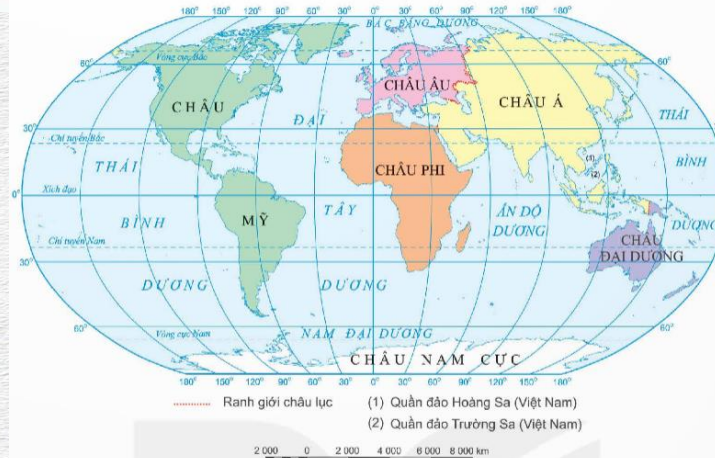 180° 150° 120° 90° 60° 30° 0° 30° 60° 90° 120° 150° 180°
BẮC BĂNG DƯƠNG
Vòng cực Bắc
60° 60°
CHÂU ÂU
CHÂU Á
CHÂU
MỸ
ĐẠI
TÂY
DƯƠNG
THÁI
BÌNH
DƯƠNG
30° 30°
Chí tuyến Bắc
THÁI
BÌNH
DƯƠNG
(1)
(2)
CHÂU PHI
Xích đạo
0° 0°
ẤN ĐỘ
DƯƠNG
CHÂU
ĐẠI DƯƠNG
Chí tuyến Nam
30° 30°
60° 60°
Vòng cực Nam
NAM ĐẠI DƯƠNG
CHÂU NAM CỰC
180° 150° 120° 90° 60° 30° 0° 30° 60° 90° 120° 150° 180°
Ranh giới châu lục
(1) Quần đảo Hoàng Sa (Việt Nam)
(2) Quần đảo Trường Sa (Việt Nam)
2 000 0 2 000 4 000 6 000 8 000 km